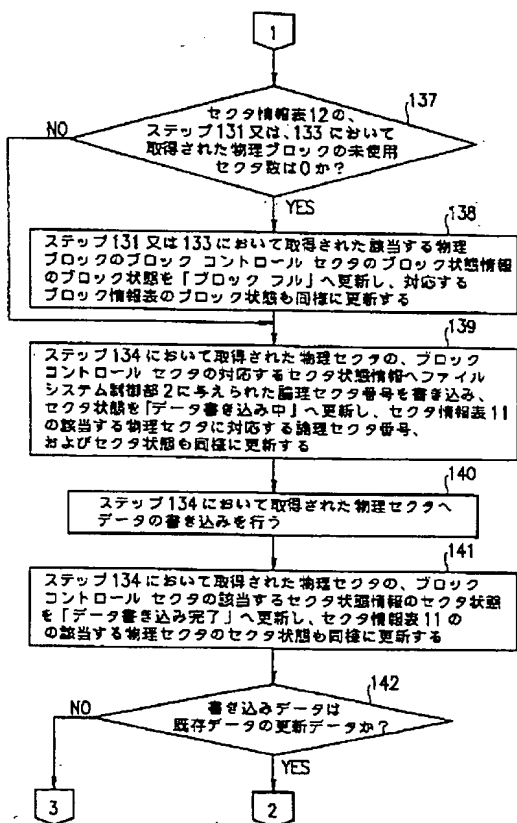 1
137
セクタ情報表12の、
ステップ131又は、133において
取得された物理ブロックの未使用
セクタ数は0か?
NO
YES
138
ステップ131又は133において取得された該当する物理
ブロックのブロック コントロール セクタのブロック状態情報
のブロック状態を「ブロック フル」へ更新し、対応する
ブロック情報表のブロック状態も同様に更新する
139
ステップ134において取得された物理セクタの、ブロック
コントロール セクタの対応するセクタ状態情報へファイル
システム制御部2に与えられた論理セクタ番号を書き込み、
セクタ状態を「データ書き込み中」へ更新し、セクタ情報表11
の該当する物理セクタに対応する論理セクタ番号、
およびセクタ状態も同様に更新する
140
ステップ134において取得された物理セクタへ
データの書き込みを行う
141
ステップ134において取得された物理セクタの、ブロック
コントロール セクタの該当するセクタ状態情報のセクタ状態
を「データ書き込み完了」へ更新し、セクタ情報表11の
の該当する物理セクタのセクタ状態も同様に更新する
142
NO
書き込みデータは
既存データの更新データか?
YES
3
2